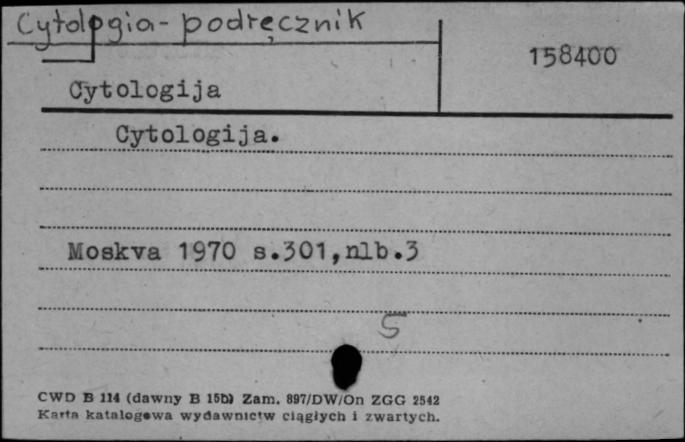 Cytologia - podręcznik
158400
Cytologija
Cytologija.
Moskva 1970 s.301,nlb.3
5
CWD B 114 (dawny B 15b) Zam. 897/DW/On ZGG 2542
Karta katalogowa wydawnictw ciągłych i zwartych.